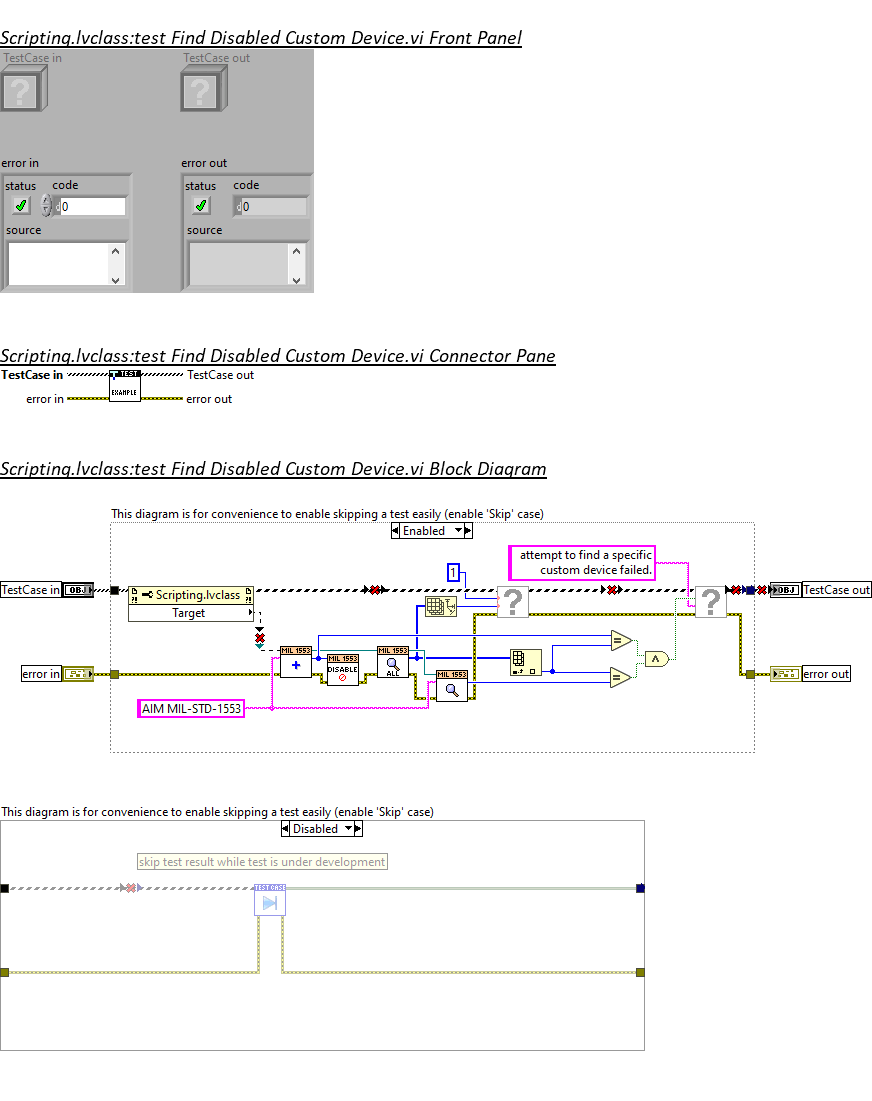 Scripting.lvclass:test Find Disabled Custom Device.vi Front Panel
TestCase in
TestCase out
?
?
error in
error out
status
code
status
code
d
0
d
0
source
source
Scripting.lvclass:test Find Disabled Custom Device.vi Connector Pane
TestCase in
TEST
TestCase out
EXAMPLE
error in
error out
Scripting.lvclass:test Find Disabled Custom Device.vi Block Diagram
This diagram is for convenience to enable skipping a test easily (enable 'Skip' case)
Enabled
attempt to find a specific
custom device failed.
1
TestCase in
OBJ
Scripting.lvclass
Target
?
?
OBJ
TestCase out
MIL 1553
+
MIL 1553
DISABLE
MIL 1553
ALL
MIL 1553
=
=
∧
error in
error out
AIM MIL-STD-1553
This diagram is for convenience to enable skipping a test easily (enable 'Skip' case)
Disabled
skip test result while test is under development
TEST CASE